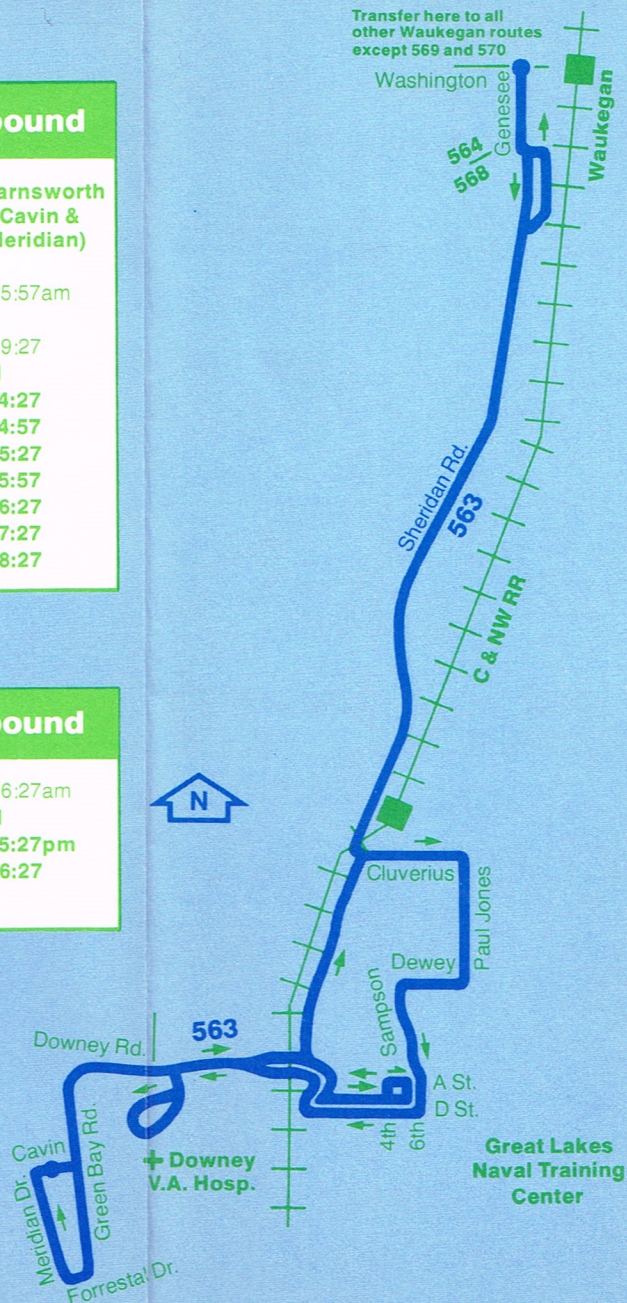 Transfer here to all
other Waukegan routes
except 569 and 570
Washington
Genesee
Waukegan
564
568
ound
arnsworth
Cavin &
Meridian)
5:57am
9:27
4:27
4:57
5:27
5:57
6:27
7:27
8:27
Sheridan Rd.
563
C & NW RR
ound
6:27am
5:27pm
6:27
N
Cluverius
Paul Jones
Dewey
Sampson
563
Downey Rd.
A St.
D St.
4th
6th
Cavin
Meridian Dr.
Green Bay Rd.
Downey
V.A. Hosp.
Forrestal Dr.
Great Lakes
Naval Training
Center